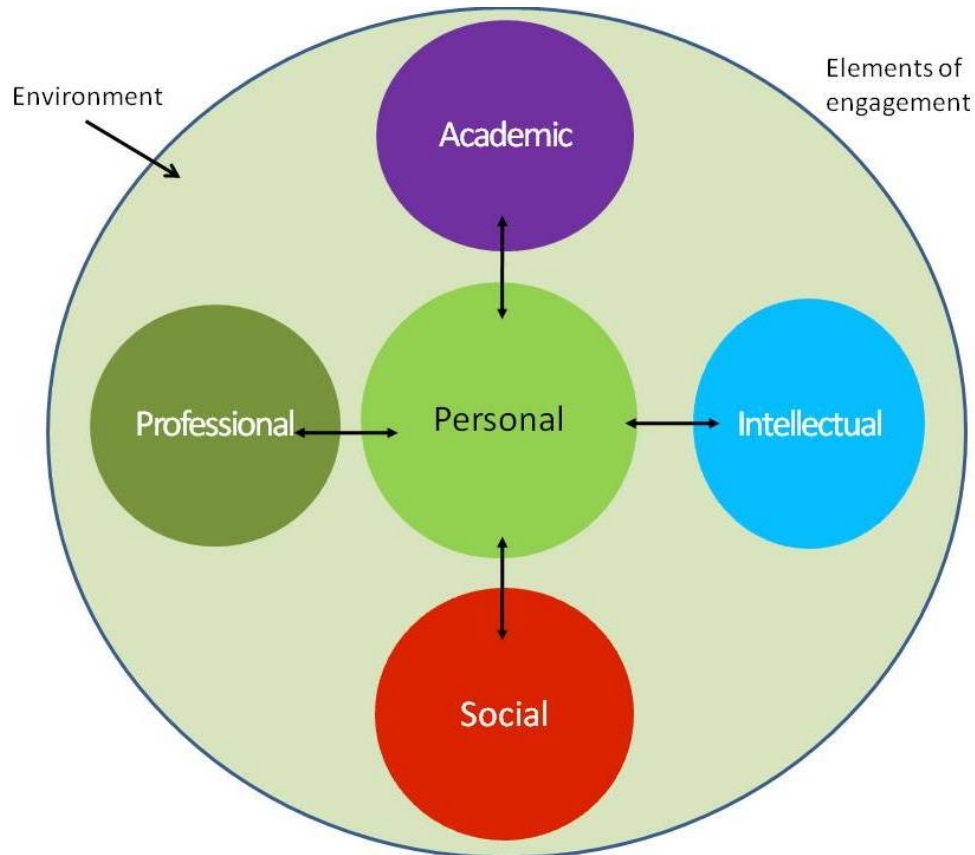 Elements of
engagement
Environment
Academic
Professional
Personal
Intellectual
Social